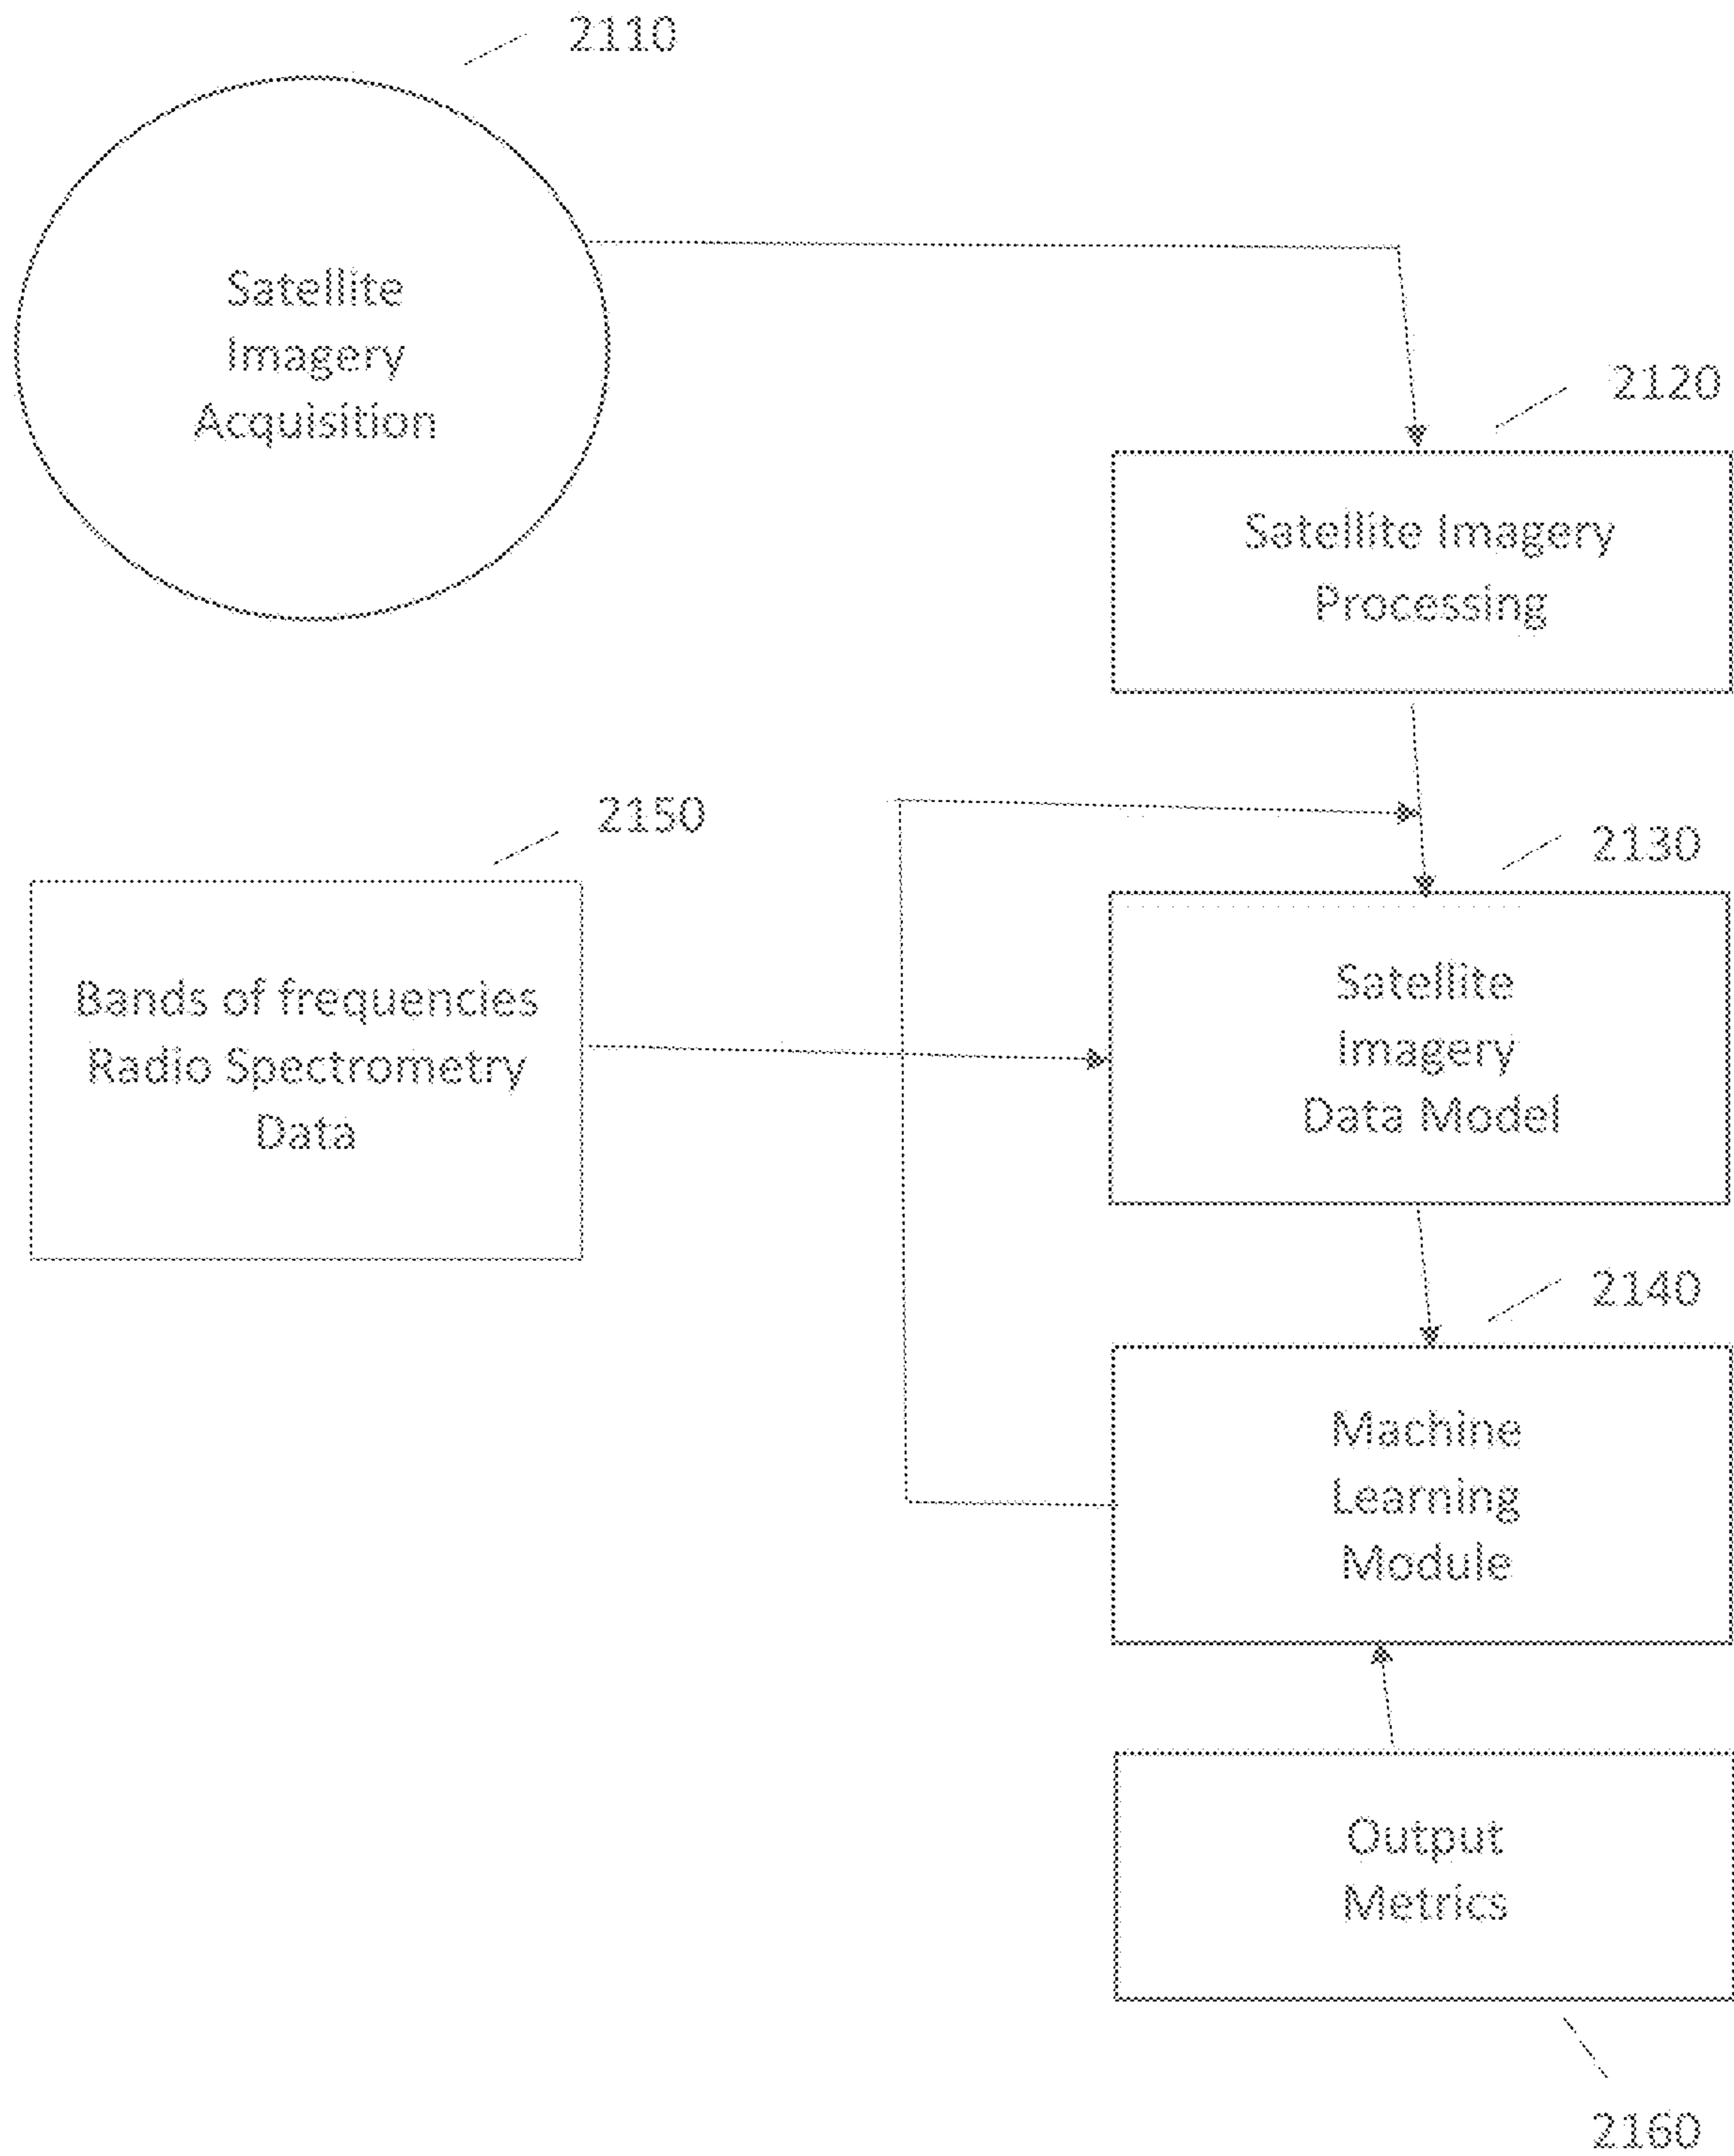 2110
Satellite
Imagery
Acquisition
2120
Satellite Imagery
Processing
2150
Bands of frequencies
Radio Spectrometry
Data
2130
Satellite
Imagery
Data Model
2140
Machine
Learning
Module
Output
Metrics
2160